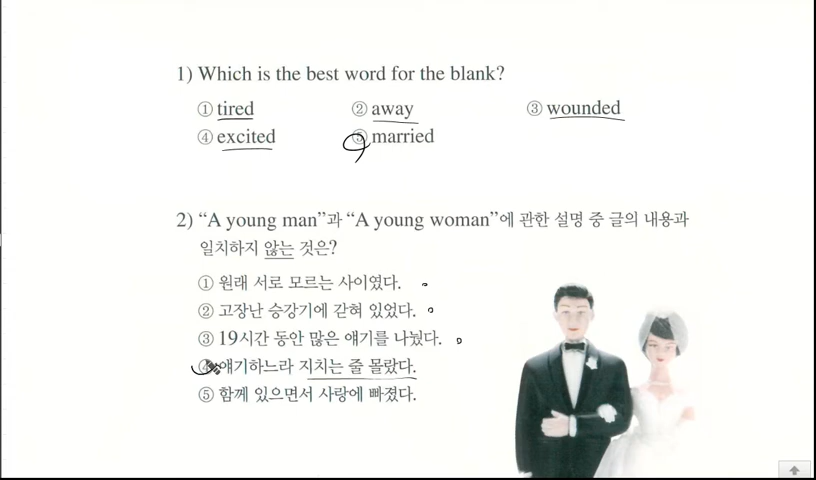 1) Which is the best word for the blank?
① tired ② away ③ wounded
④ excited ⑤ married
2) “A young man”과 “A young woman”에 관한 설명 중 글의 내용과
일치하지 않는 것은?
① 원래 서로 모르는 사이였다.
② 고장난 승강기에 갇혀 있었다.
③ 19시간 동안 많은 얘기를 나눴다.
④ 얘기하느라 지치는 줄 몰랐다.
⑤ 함께 있으면서 사랑에 빠졌다.